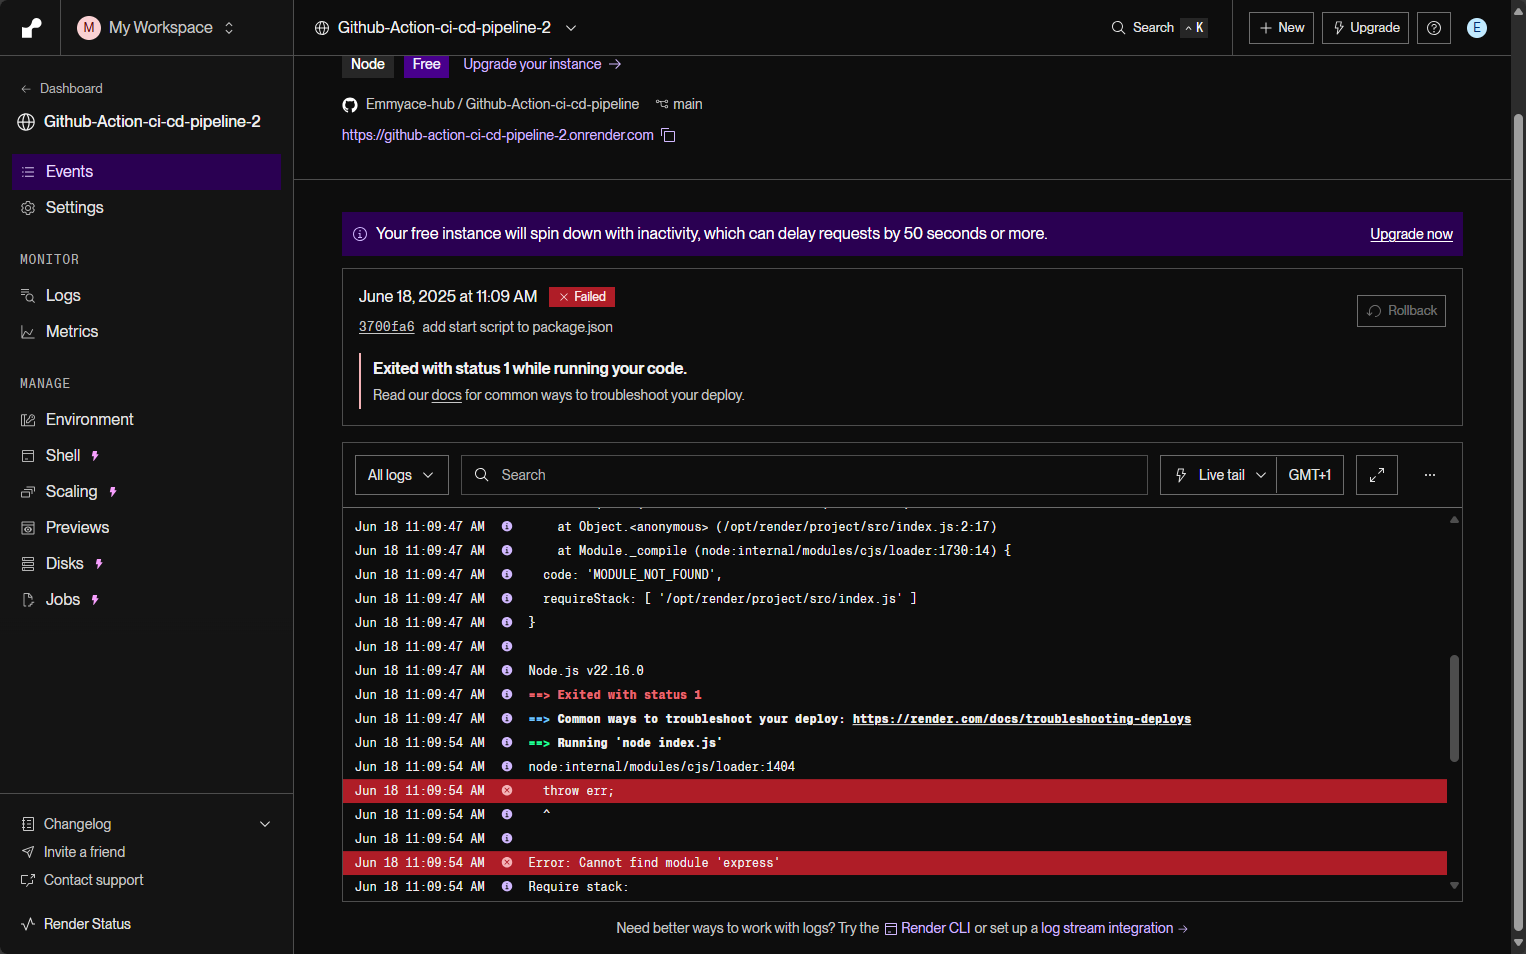 M My Workspace
Github-Action-ci-cd-pipeline-2
Search ^ K
+ New
Upgrade
E
Dashboard
Github-Action-ci-cd-pipeline-2
Events
Settings
MONITOR
Logs
Metrics
MANAGE
Environment
Shell
Scaling
Previews
Disks
Jobs
Changelog
Invite a friend
Contact support
Render Status
Node Free Upgrade your instance →
Emmyace-hub / Github-Action-ci-cd-pipeline main
https://github-action-ci-cd-pipeline-2.onrender.com
Your free instance will spin down with inactivity, which can delay requests by 50 seconds or more. Upgrade now
June 18, 2025 at 11:09 AM Failed
3700fa6 add start script to package.json
Rollback
Exited with status 1 while running your code.
Read our docs for common ways to troubleshoot your deploy.
All logs Search Live tail GMT+1 ...
Jun 18 11:09:47 AM at Object.<anonymous> (/opt/render/project/src/index.js:2:17)
Jun 18 11:09:47 AM at Module._compile (node:internal/modules/cjs/loader:1730:14) {
Jun 18 11:09:47 AM code: 'MODULE_NOT_FOUND',
Jun 18 11:09:47 AM requireStack: [ '/opt/render/project/src/index.js' ]
Jun 18 11:09:47 AM }
Jun 18 11:09:47 AM
Jun 18 11:09:47 AM Node.js v22.16.0
Jun 18 11:09:47 AM ==> Exited with status 1
Jun 18 11:09:47 AM ==> Common ways to troubleshoot your deploy: https://render.com/docs/troubleshooting-deploys
Jun 18 11:09:54 AM ==> Running 'node index.js'
Jun 18 11:09:54 AM node:internal/modules/cjs/loader:1404
Jun 18 11:09:54 AM throw err;
Jun 18 11:09:54 AM ^
Jun 18 11:09:54 AM
Jun 18 11:09:54 AM Error: Cannot find module 'express'
Jun 18 11:09:54 AM Require stack:
Need better ways to work with logs? Try the Render CLI or set up a log stream integration →